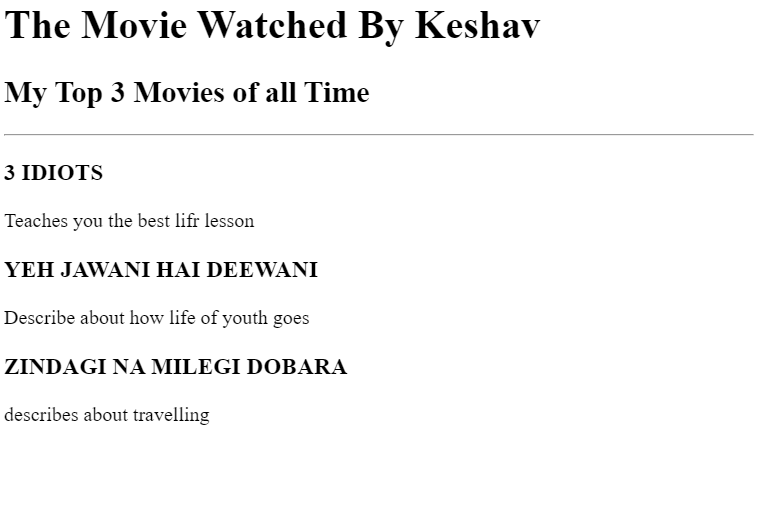 The Movie Watched By Keshav
My Top 3 Movies of all Time
3 IDIOTS
Teaches you the best lifr lesson
YEH JAWANI HAI DEEWANI
Describe about how life of youth goes
ZINDAGI NA MILEGI DOBARA
describes about travelling